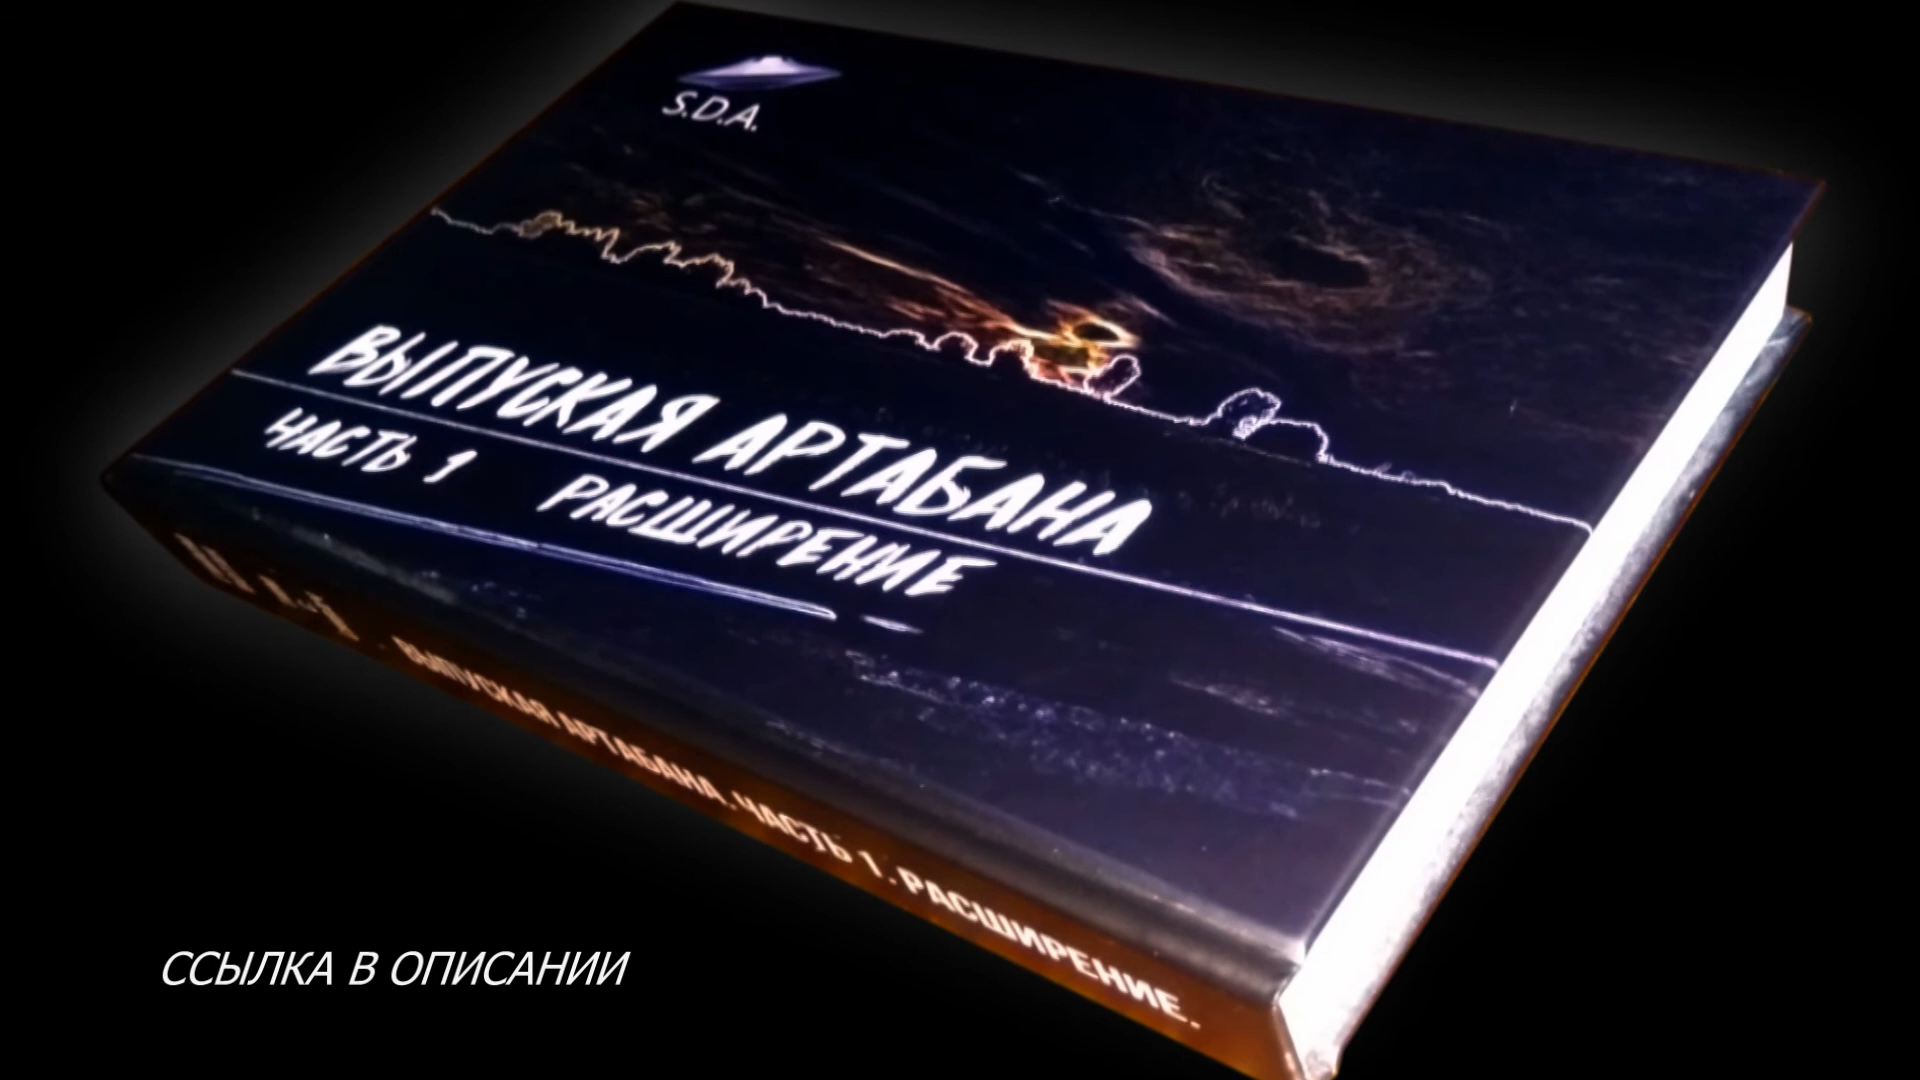 S.D.A.
ВЫПУСКАЯ АРТАБАНА
ЧАСТЬ 1 РАСШИРЕНИЕ
ВЫПУСКАЯ АРТАБАНА. ЧАСТЬ 1. РАСШИРЕНИЕ.
ССЫЛКА В ОПИСАНИИ